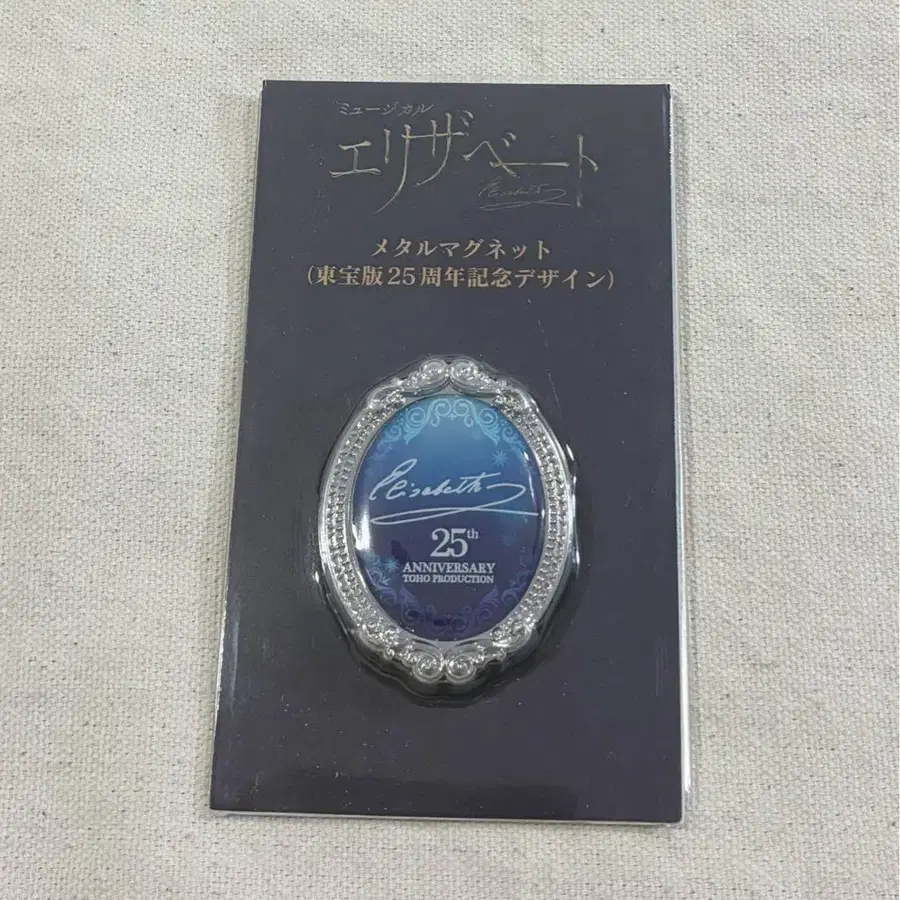 ミュージカル
エリザベート
Elisabeth
メタルマグネット
(東宝版25周年記念デザイン)
Elisabeth
25th
ANNIVERSARY
TOHO PRODUCTION